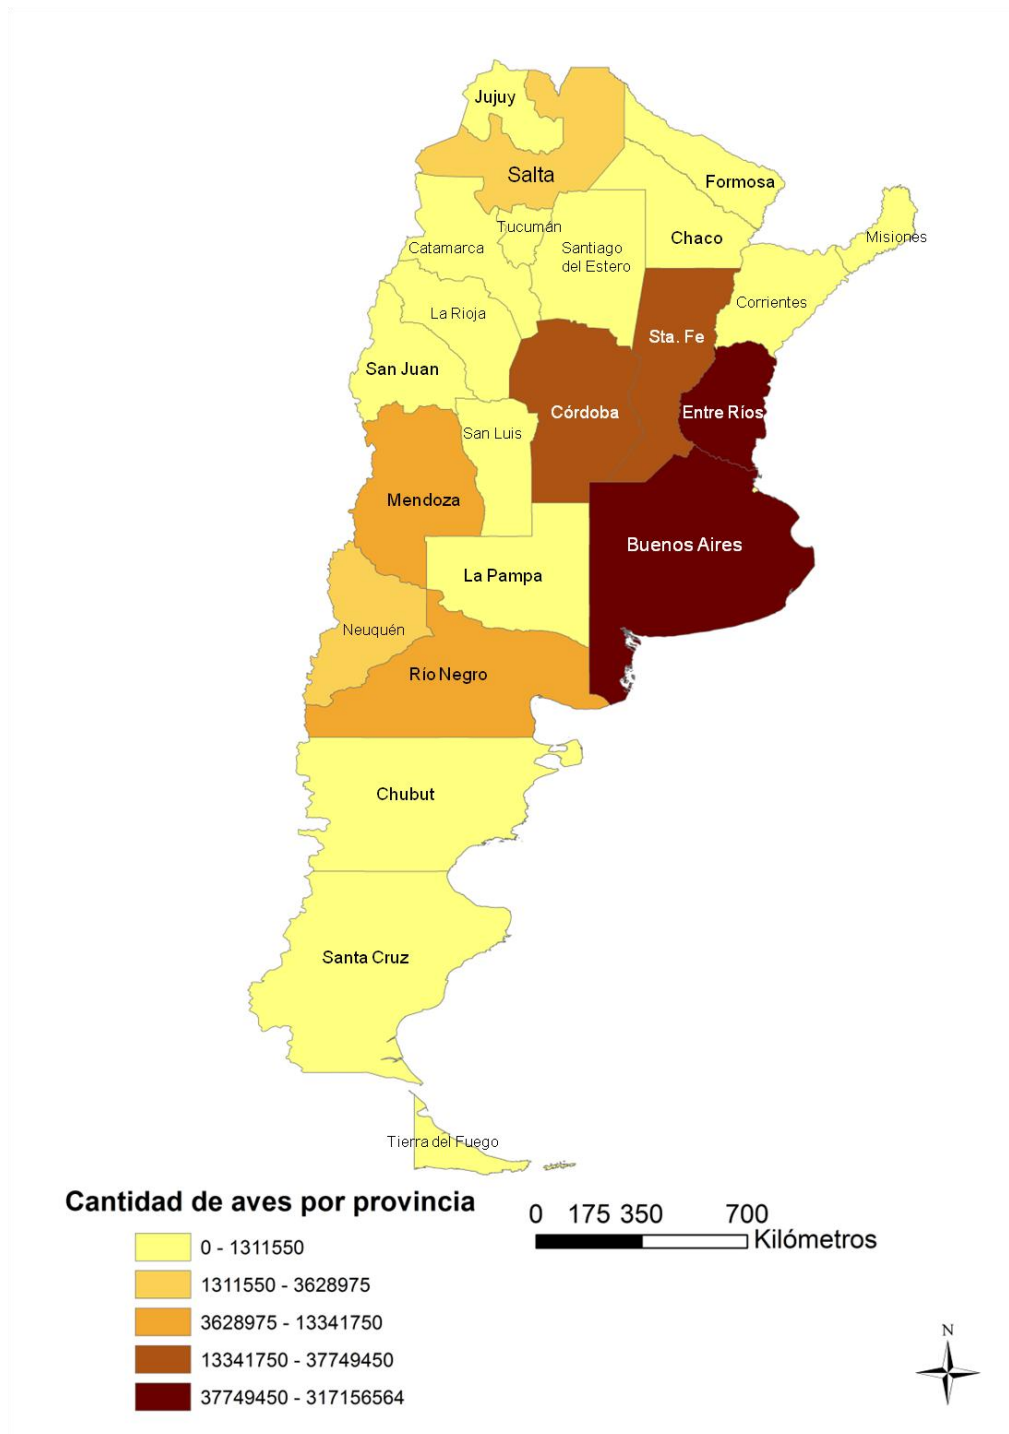 Jujuy
Salta
Formosa
Tucumán
Misiones
Chaco
Catamarca
Santiago
del Estero
Corrientes
La Rioja
Sta. Fe
San Juan
Córdoba
Entre Ríos
San Luis
Mendoza
Buenos Aires
La Pampa
Neuquén
Río Negro
Chubut
Santa Cruz
Tierra del Fuego
Cantidad de aves por provincia
0 - 1311550
1311550 - 3628975
3628975 - 13341750
13341750 - 37749450
37749450 - 317156564
0 175 350 700
Kilómetros
N